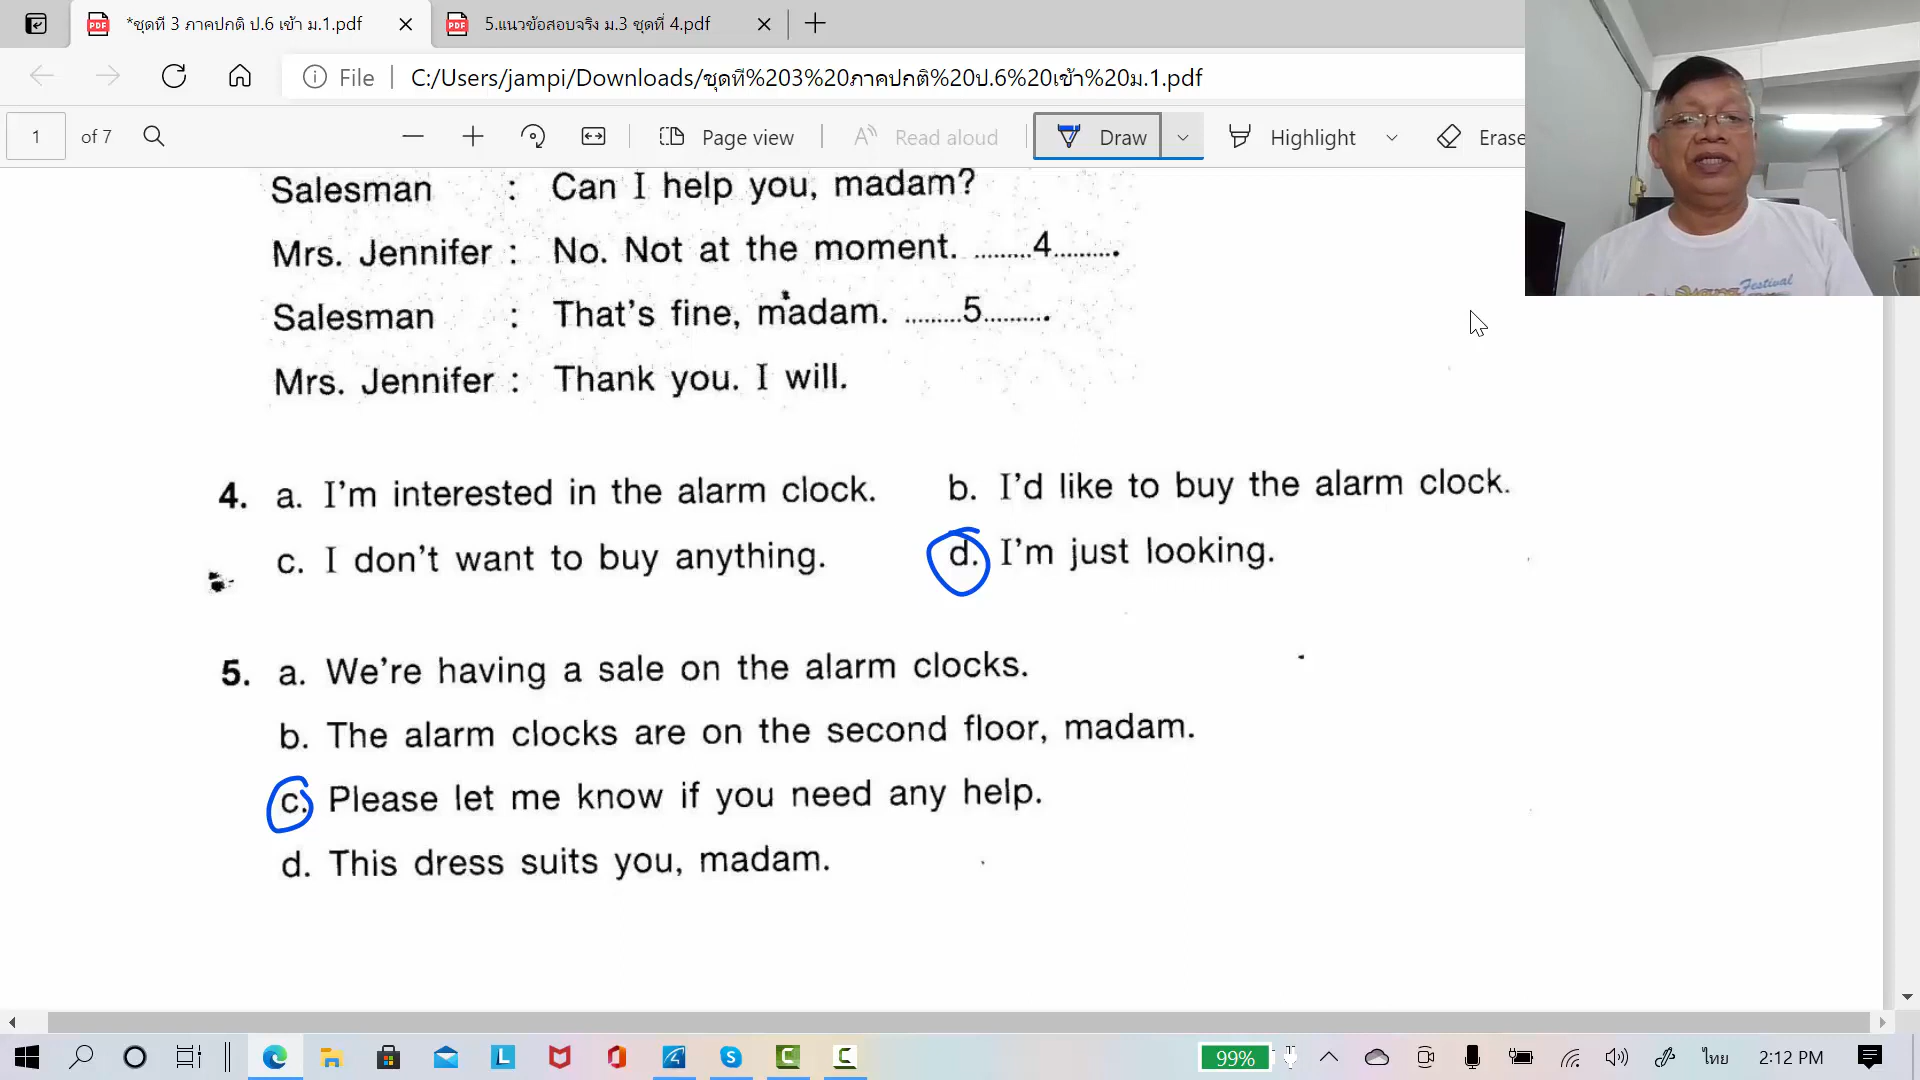 *ชุดที่ 3 ภาคปกติ ป.6 เข้า ม.1.pdf
5.แนวข้อสอบจริง ม.3 ชุดที่ 4.pdf
File
C:/Users/jampi/Downloads/ชุดที่%203%20ภาคปกติ%20ป.6%20เข้า%20ม.1.pdf
1 of 7
Page view
Read aloud
Draw
Highlight
Erase
Salesman : Can I help you, madam?
Mrs. Jennifer : No. Not at the moment. .........4..........
Salesman : That's fine, madam. .........5..........
Mrs. Jennifer : Thank you. I will.
4. a. I'm interested in the alarm clock. b. I'd like to buy the alarm clock.
c. I don't want to buy anything. d. I'm just looking.
5. a. We're having a sale on the alarm clocks.
b. The alarm clocks are on the second floor, madam.
c. Please let me know if you need any help.
d. This dress suits you, madam.
Festival
99%
ไทย
2:12 PM